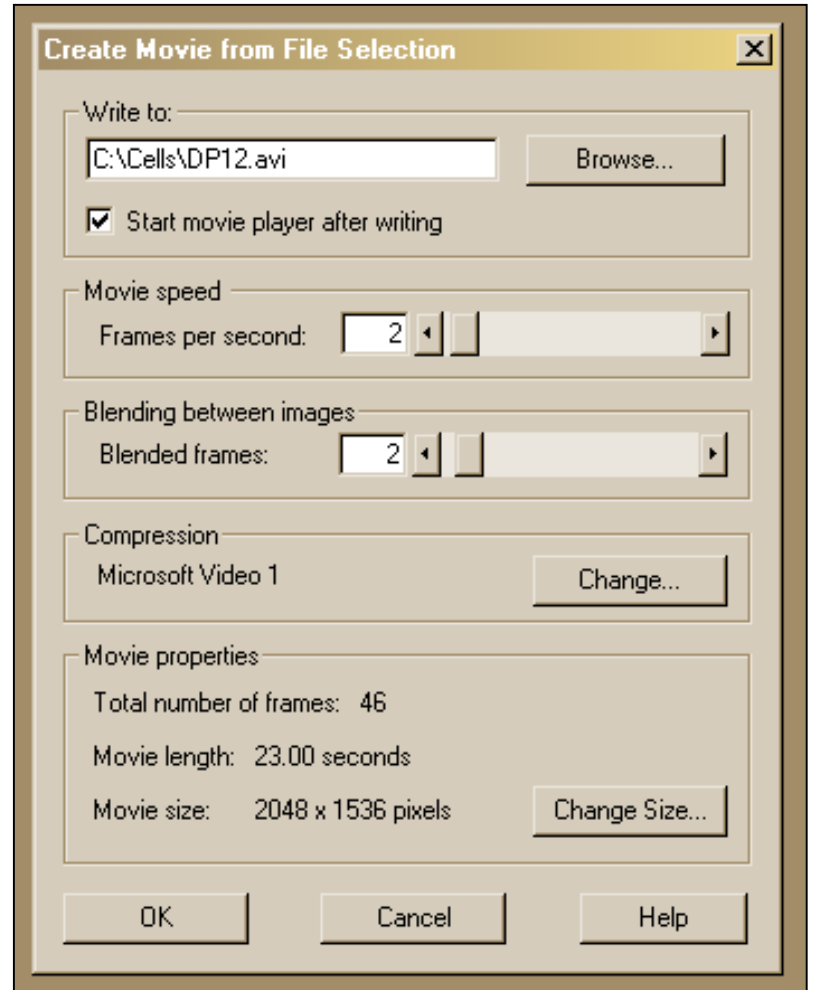 Create Movie from File Selection
Write to:
C:\Cells\DP12.avi
Browse...
Start movie player after writing
Movie speed
Frames per second: 2
Blending between images
Blended frames: 2
Compression
Microsoft Video 1
Change...
Movie properties
Total number of frames: 46
Movie length: 23.00 seconds
Movie size: 2048 x 1536 pixels
Change Size...
OK Cancel Help